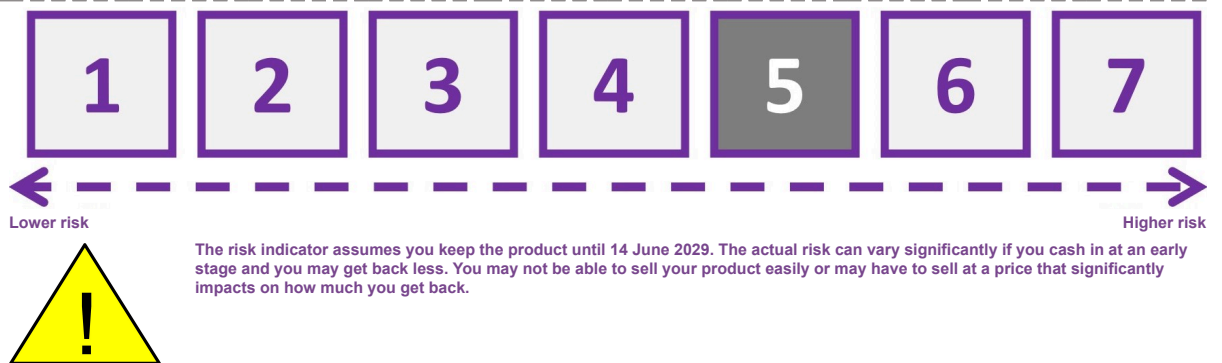 1 2 3 4 5 6 7
Lower risk Higher risk
The risk indicator assumes you keep the product until 14 June 2029. The actual risk can vary significantly if you cash in at an early
stage and you may get back less. You may not be able to sell your product easily or may have to sell at a price that significantly
impacts on how much you get back.
!